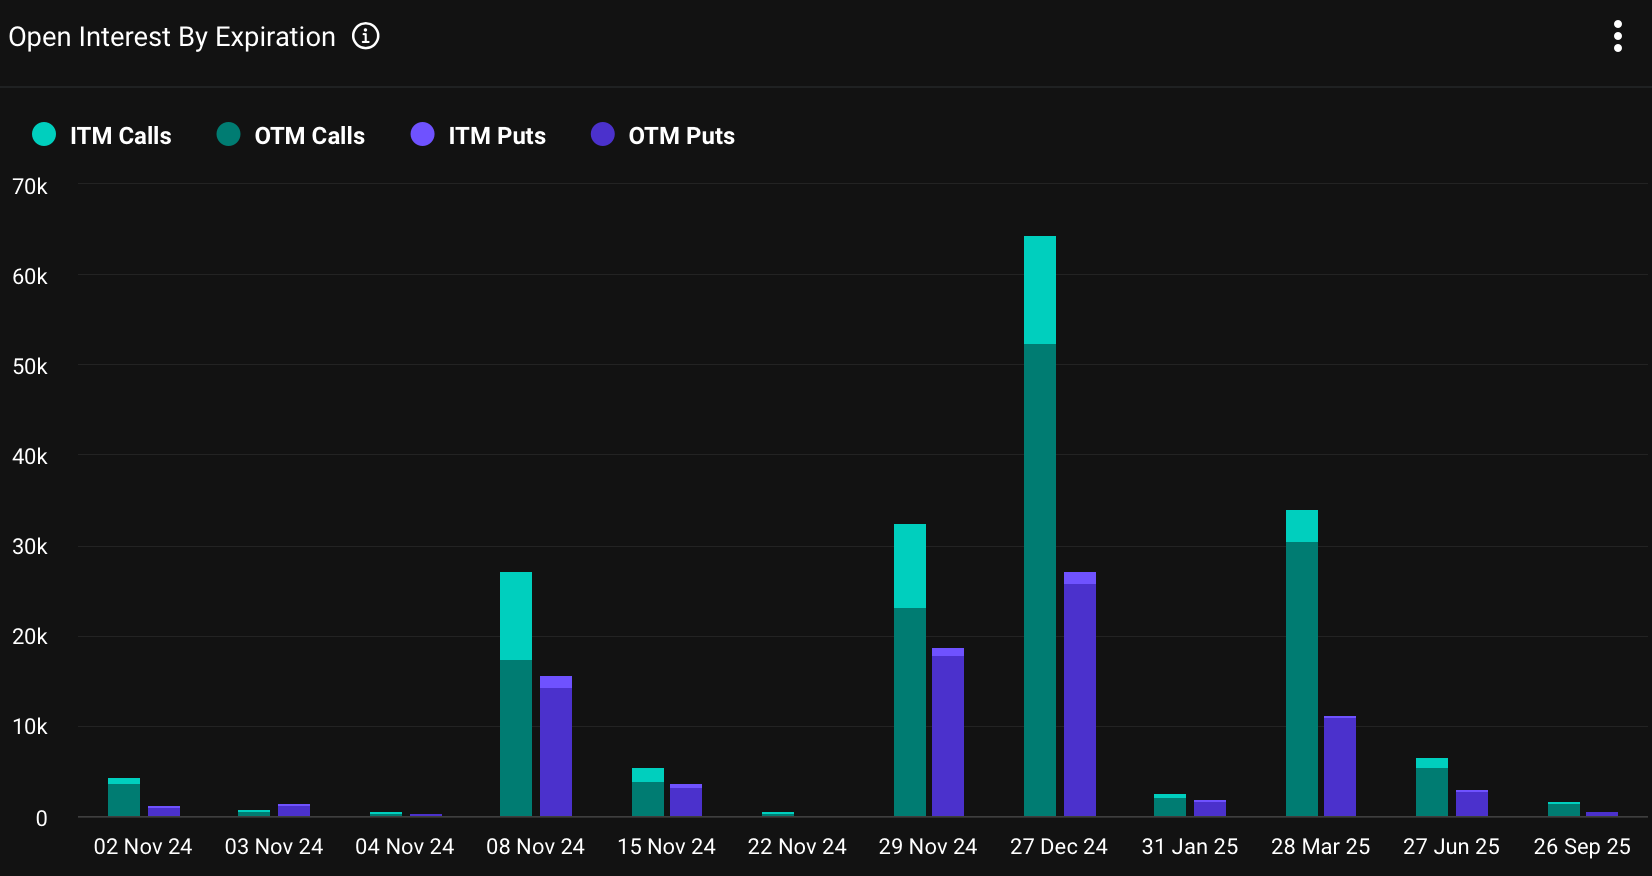 Open Interest By Expiration
ITM Calls OTM Calls ITM Puts OTM Puts
70k
60k
50k
40k
30k
20k
10k
0
02 Nov 24 03 Nov 24 04 Nov 24 08 Nov 24 15 Nov 24 22 Nov 24 29 Nov 24 27 Dec 24 31 Jan 25 28 Mar 25 27 Jun 25 26 Sep 25